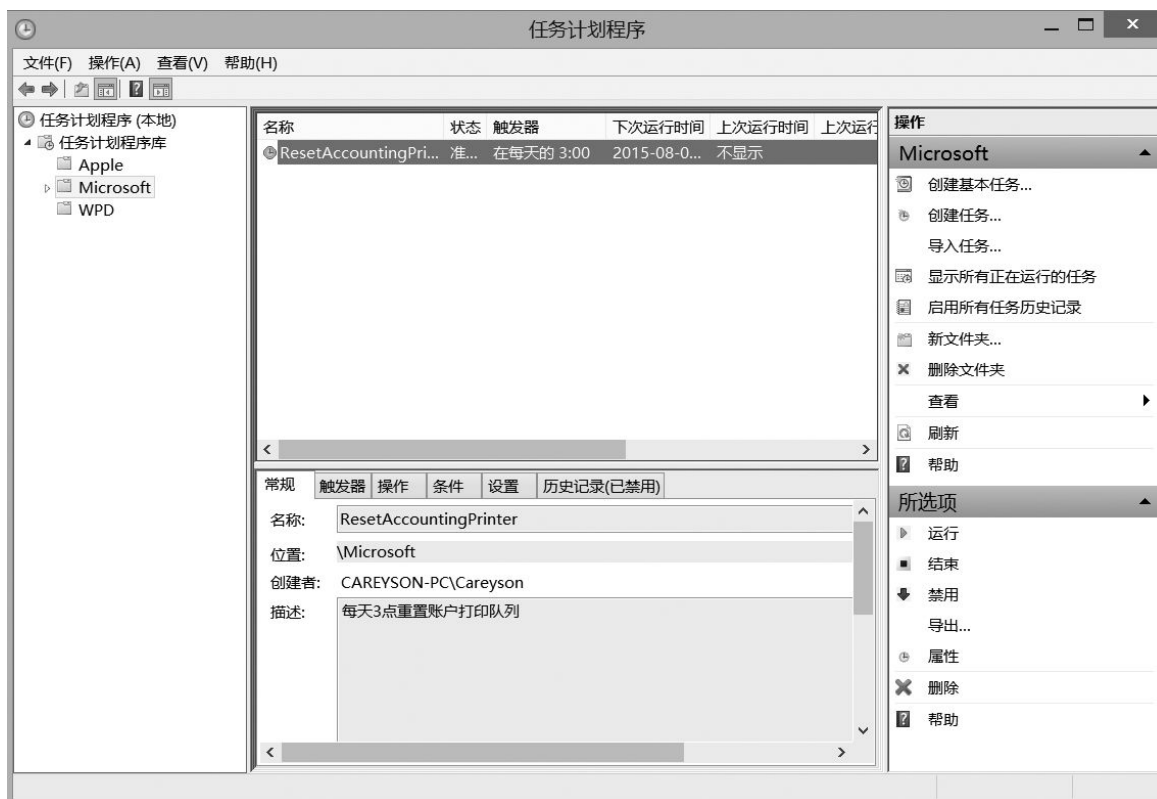 任务计划程序
文件(F) 操作(A) 查看(V) 帮助(H)
任务计划程序 (本地)
任务计划程序库
Apple
Microsoft
WPD
名称 状态 触发器 下次运行时间 上次运行时间 上次运行
ResetAccountingPri... 准... 在每天的 3:00 2015-08-0... 不显示
常规 触发器 操作 条件 设置 历史记录(已禁用)
名称: ResetAccountingPrinter
位置: \Microsoft
创建者: CAREYSON-PC\Careyson
描述: 每天3点重置账户打印队列
操作
Microsoft
创建基本任务...
创建任务...
导入任务...
显示所有正在运行的任务
启用所有任务历史记录
新文件夹...
删除文件夹
查看
刷新
帮助
所选项
运行
结束
禁用
导出...
属性
删除
帮助